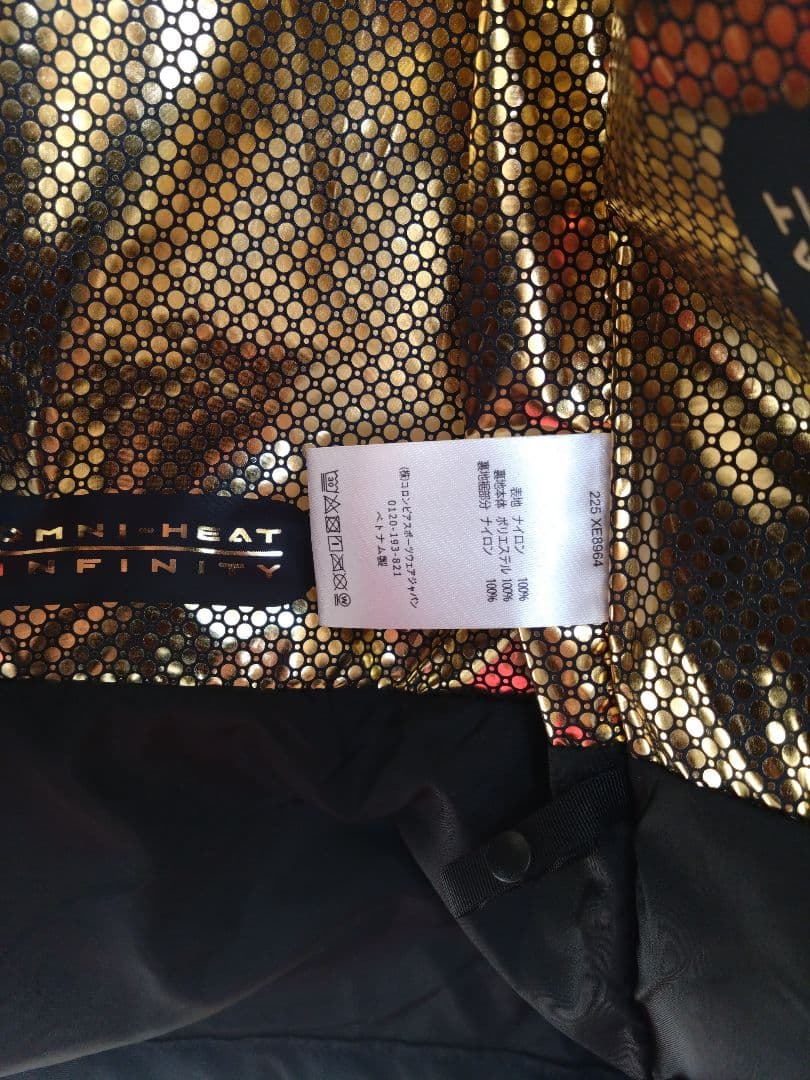 OMNI-HEAT
INFINITY
225 XE8964
表地 ナイロン 100%
裏地本体 ポリエステル 100%
裏地裾部分 ナイロン 100%
30
W
(株)コロンビアスポーツウェアジャパン
0120-193-821
ベトナム製